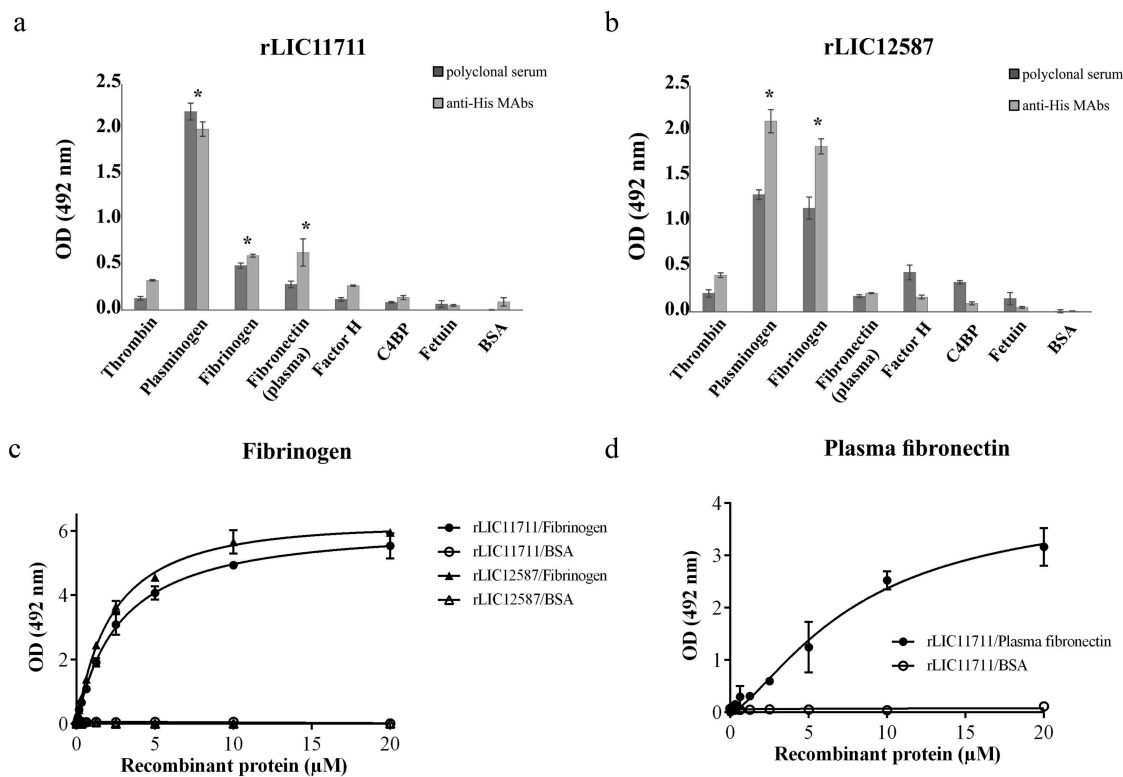 a
rLIC11711
polyclonal serum
anti-His MAbs
OD (492 nm)
2.5
2.0
1.5
1.0
0.5
0.0
*
*
*
Thrombin
Plasminogen
Fibrinogen
Fibronectin
(plasma)
Factor H
C4BP
Fetuin
BSA
b
rLIC12587
polyclonal serum
anti-His MAbs
OD (492 nm)
2.5
2.0
1.5
1.0
0.5
0.0
*
*
Thrombin
Plasminogen
Fibrinogen
Fibronectin
(plasma)
Factor H
C4BP
Fetuin
BSA
c
Fibrinogen
OD (492 nm)
6
4
2
0
0
5
10
15
20
Recombinant protein (µM)
rLIC11711/Fibrinogen
rLIC11711/BSA
rLIC12587/Fibrinogen
rLIC12587/BSA
d
Plasma fibronectin
OD (492 nm)
4
3
2
1
0
0
5
10
15
20
Recombinant protein (µM)
rLIC11711/Plasma fibronectin
rLIC11711/BSA